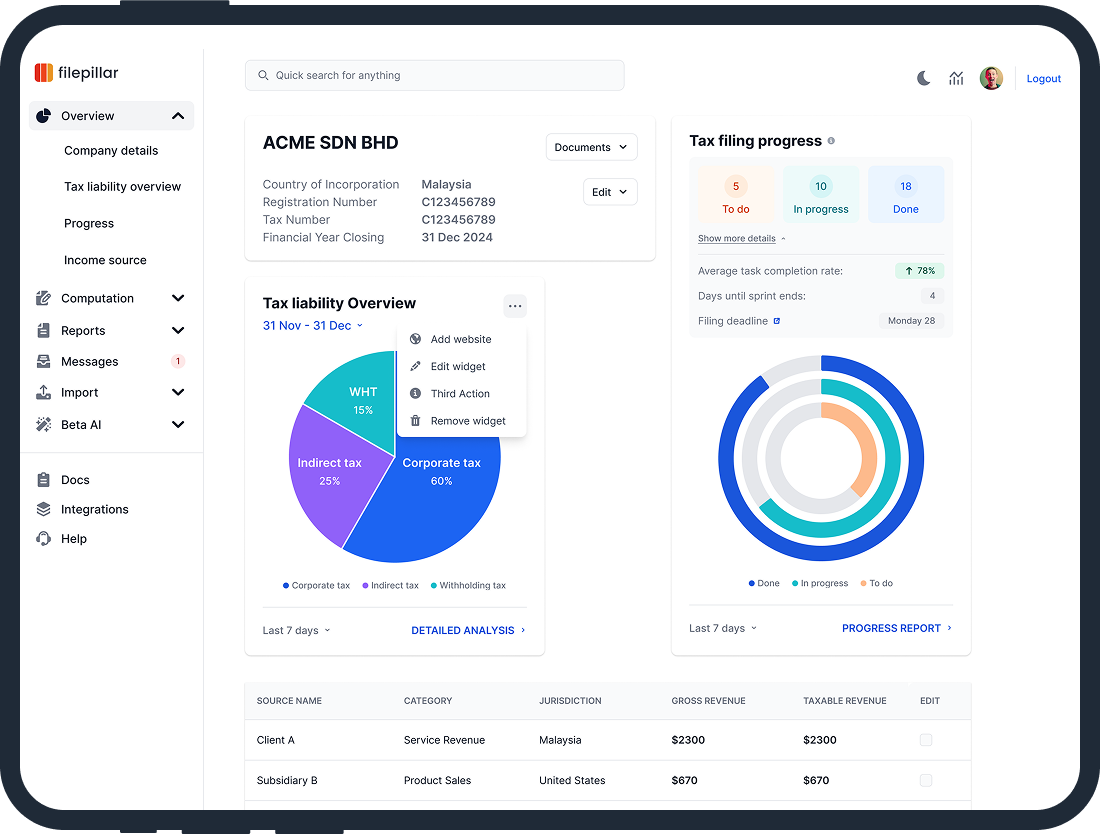 filepillar
Overview
Company details
Tax liability overview
Progress
Income source
Computation
Reports
Messages 1
Import
Beta AI
Docs
Integrations
Help
Quick search for anything
Logout
ACME SDN BHD
Documents
Edit
Country of Incorporation Malaysia
Registration Number C123456789
Tax Number C123456789
Financial Year Closing 31 Dec 2024
Tax filing progress
5 10 18
To do In progress Done
Show more details
Average task completion rate: 78%
Days until sprint ends: 4
Filing deadline Monday 28
Tax liability Overview
31 Nov - 31 Dec
Add website
Edit widget
Third Action
Remove widget
WHT
15%
Indirect tax
25%
Corporate tax
60%
Corporate tax Indirect tax Withholding tax
Last 7 days DETAILED ANALYSIS
Done In progress To do
Last 7 days PROGRESS REPORT
SOURCE NAME CATEGORY JURISDICTION GROSS REVENUE TAXABLE REVENUE EDIT
Client A Service Revenue Malaysia $2300 $2300
Subsidiary B Product Sales United States $670 $670